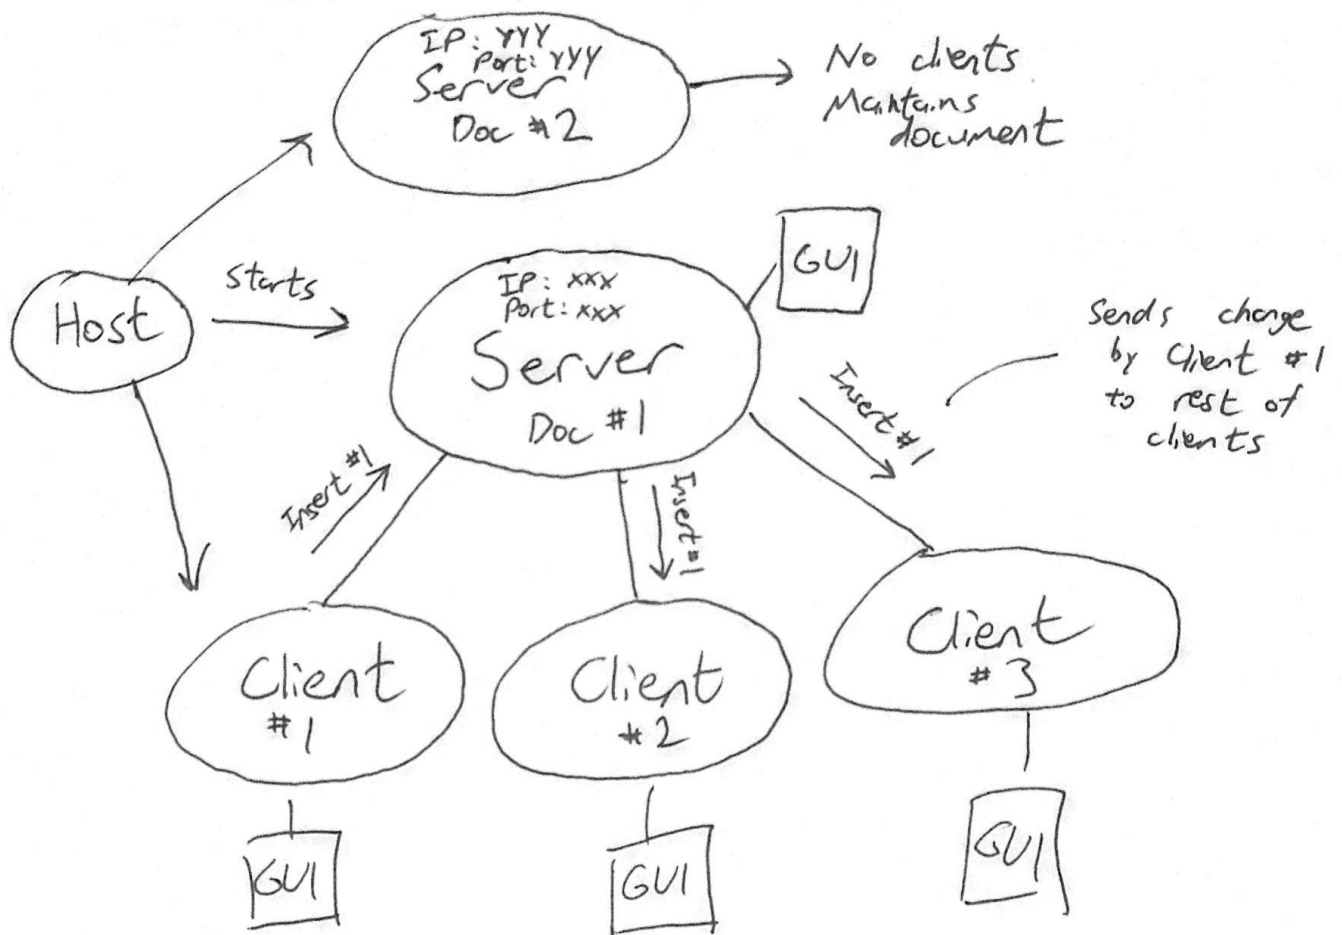 IP: YYY
Port: YYY
Server
Doc #2
No clients
Maintains
document
Host
Starts
IP: xxx
Port: xxx
Server
Doc #1
GUI
Sends change
by Client #1
to rest of
clients
Insert #1
Insert #1
Insert #1
Client
#1
Client
#2
Client
#3
GUI
GUI
GUI